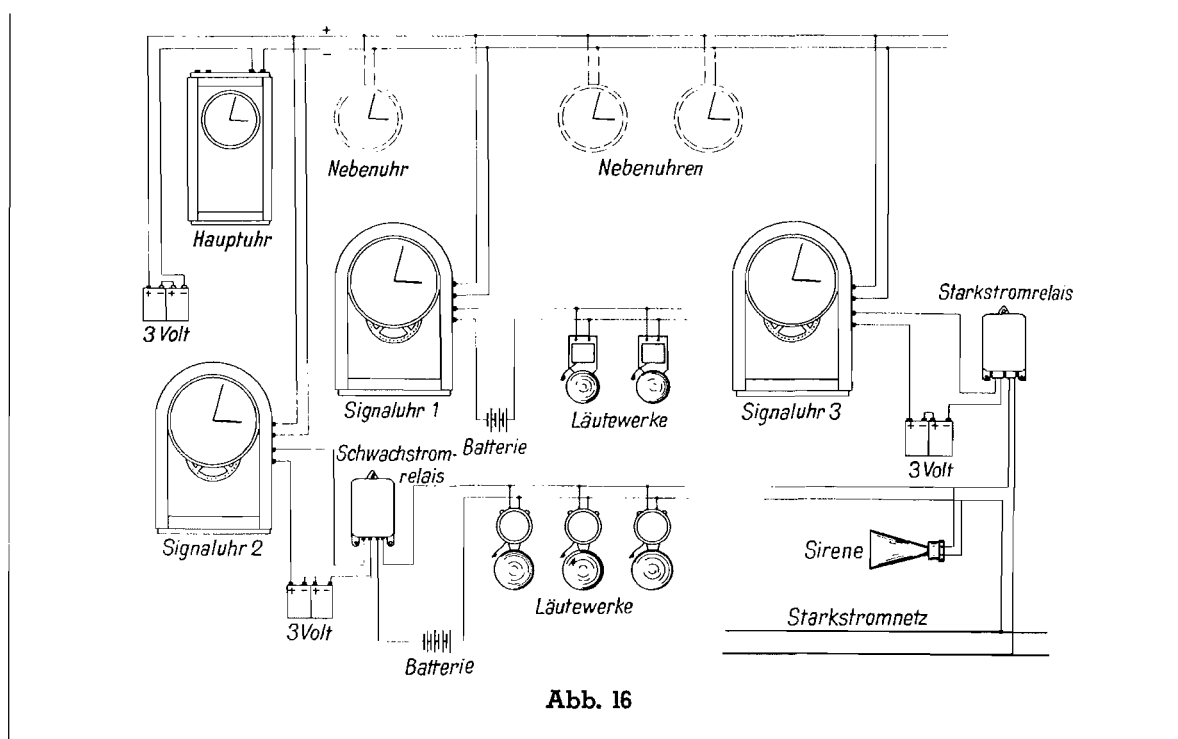 +
−
Nebenuhr
Nebenuhren
Hauptuhr
+ − + −
3 Volt
Signaluhr 1
Batterie
Läutewerke
Signaluhr 3
Starkstromrelais
+ − + −
3 Volt
Signaluhr 2
Schwachstrom-
relais
+ − + −
3 Volt
Batterie
Läutewerke
Sirene
Starkstromnetz
Abb. 16